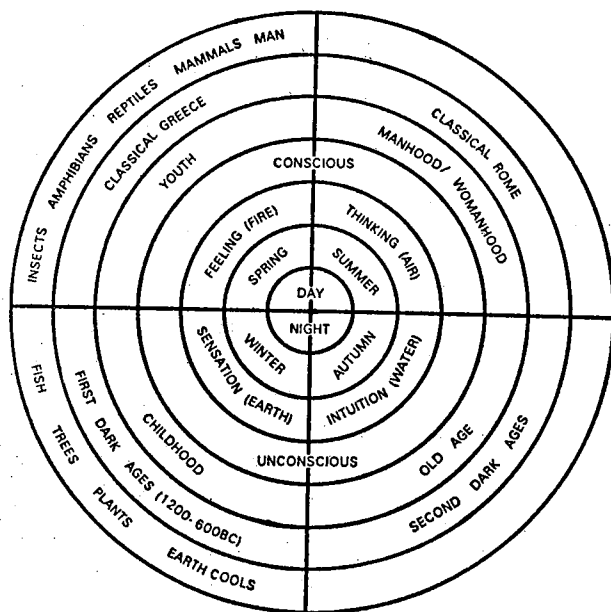 INSECTS AMPHIBIANS REPTILES MAMMALS MAN
CLASSICAL GREECE
CLASSICAL ROME
YOUTH
MANHOOD/ WOMANHOOD
CONSCIOUS
FEELING (FIRE)
THINKING (AIR)
SPRING
SUMMER
DAY
NIGHT
WINTER
AUTUMN
SENSATION (EARTH)
INTUITION (WATER)
UNCONSCIOUS
CHILDHOOD
OLD AGE
FIRST DARK AGES (1200-600BC)
SECOND DARK AGES
FISH TREES PLANTS EARTH COOLS